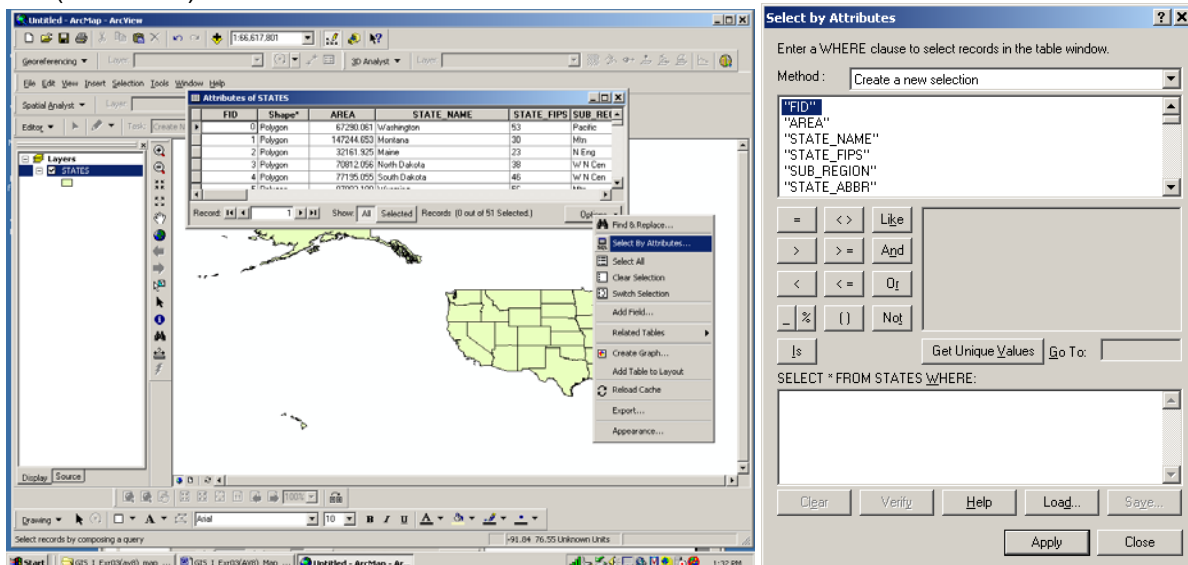 Untitled - ArcMap - ArcView
1:66,617,801
Georeferencing Layer: 3D Analyst Layer:
File Edit View Insert Selection Tools Window Help
Spatial Analyst Layer:
Editor Task: Create N
Layers
STATES
Display Source
Attributes of STATES
FID Shape* AREA STATE_NAME STATE_FIPS SUB_REG
0 Polygon 67290.061 Washington 53 Pacific
1 Polygon 147244.653 Montana 30 Mtn
2 Polygon 32161.925 Maine 23 N Eng
3 Polygon 70812.056 North Dakota 38 W N Cen
4 Polygon 77195.055 South Dakota 46 W N Cen
Record: 1 Show: All Selected Records (0 out of 51 Selected.)
Find & Replace...
Select By Attributes...
Select All
Clear Selection
Switch Selection
Add Field...
Related Tables
Create Graph...
Add Table to Layout
Reload Cache
Export...
Appearance...
100%
Drawing A Arial 10 B I U A
Select records by composing a query -91.84 76.55 Unknown Units
Start Untitled - ArcMap - Ar... 1:32 PM
Select by Attributes
Enter a WHERE clause to select records in the table window.
Method : Create a new selection
"FID"
"AREA"
"STATE_NAME"
"STATE_FIPS"
"SUB_REGION"
"STATE_ABBR"
= < > Like
> > = And
< < = Or
_ % ( ) Not
Is Get Unique Values Go To:
SELECT * FROM STATES WHERE:
Clear Verify Help Load... Save...
Apply Close